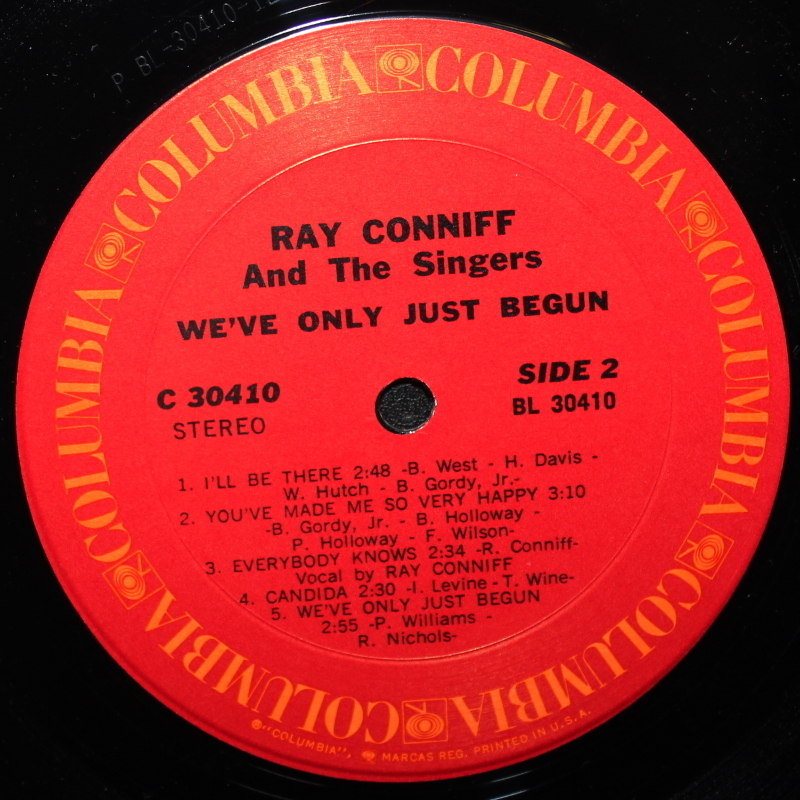 P BL-30410-1
COLUMBIA COLUMBIA COLUMBIA COLUMBIA COLUMBIA COLUMBIA
RAY CONNIFF
And The Singers
WE'VE ONLY JUST BEGUN
C 30410
STEREO
SIDE 2
BL 30410
1. I'LL BE THERE 2:48 -B. West - H. Davis -
W. Hutch - B. Gordy, Jr.-
2. YOU'VE MADE ME SO VERY HAPPY 3:10
-B. Gordy, Jr. - B. Holloway -
P. Holloway - F. Wilson-
3. EVERYBODY KNOWS 2:34 -R. Conniff-
Vocal by RAY CONNIFF
4. CANDIDA 2:30 -I. Levine - T. Wine-
5. WE'VE ONLY JUST BEGUN
2:55 -P. Williams -
R. Nichols-
®"COLUMBIA", MARCAS REG. PRINTED IN U.S.A.